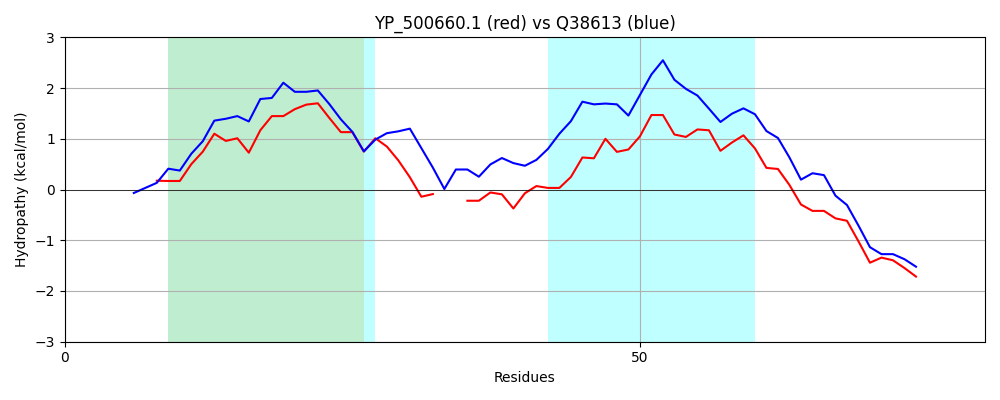 YP_500660.1 (red) vs Q38613 (blue)
3
2
1
0
−1
−2
−3
Hydropathy (kcal/mol)
0 50
Residues